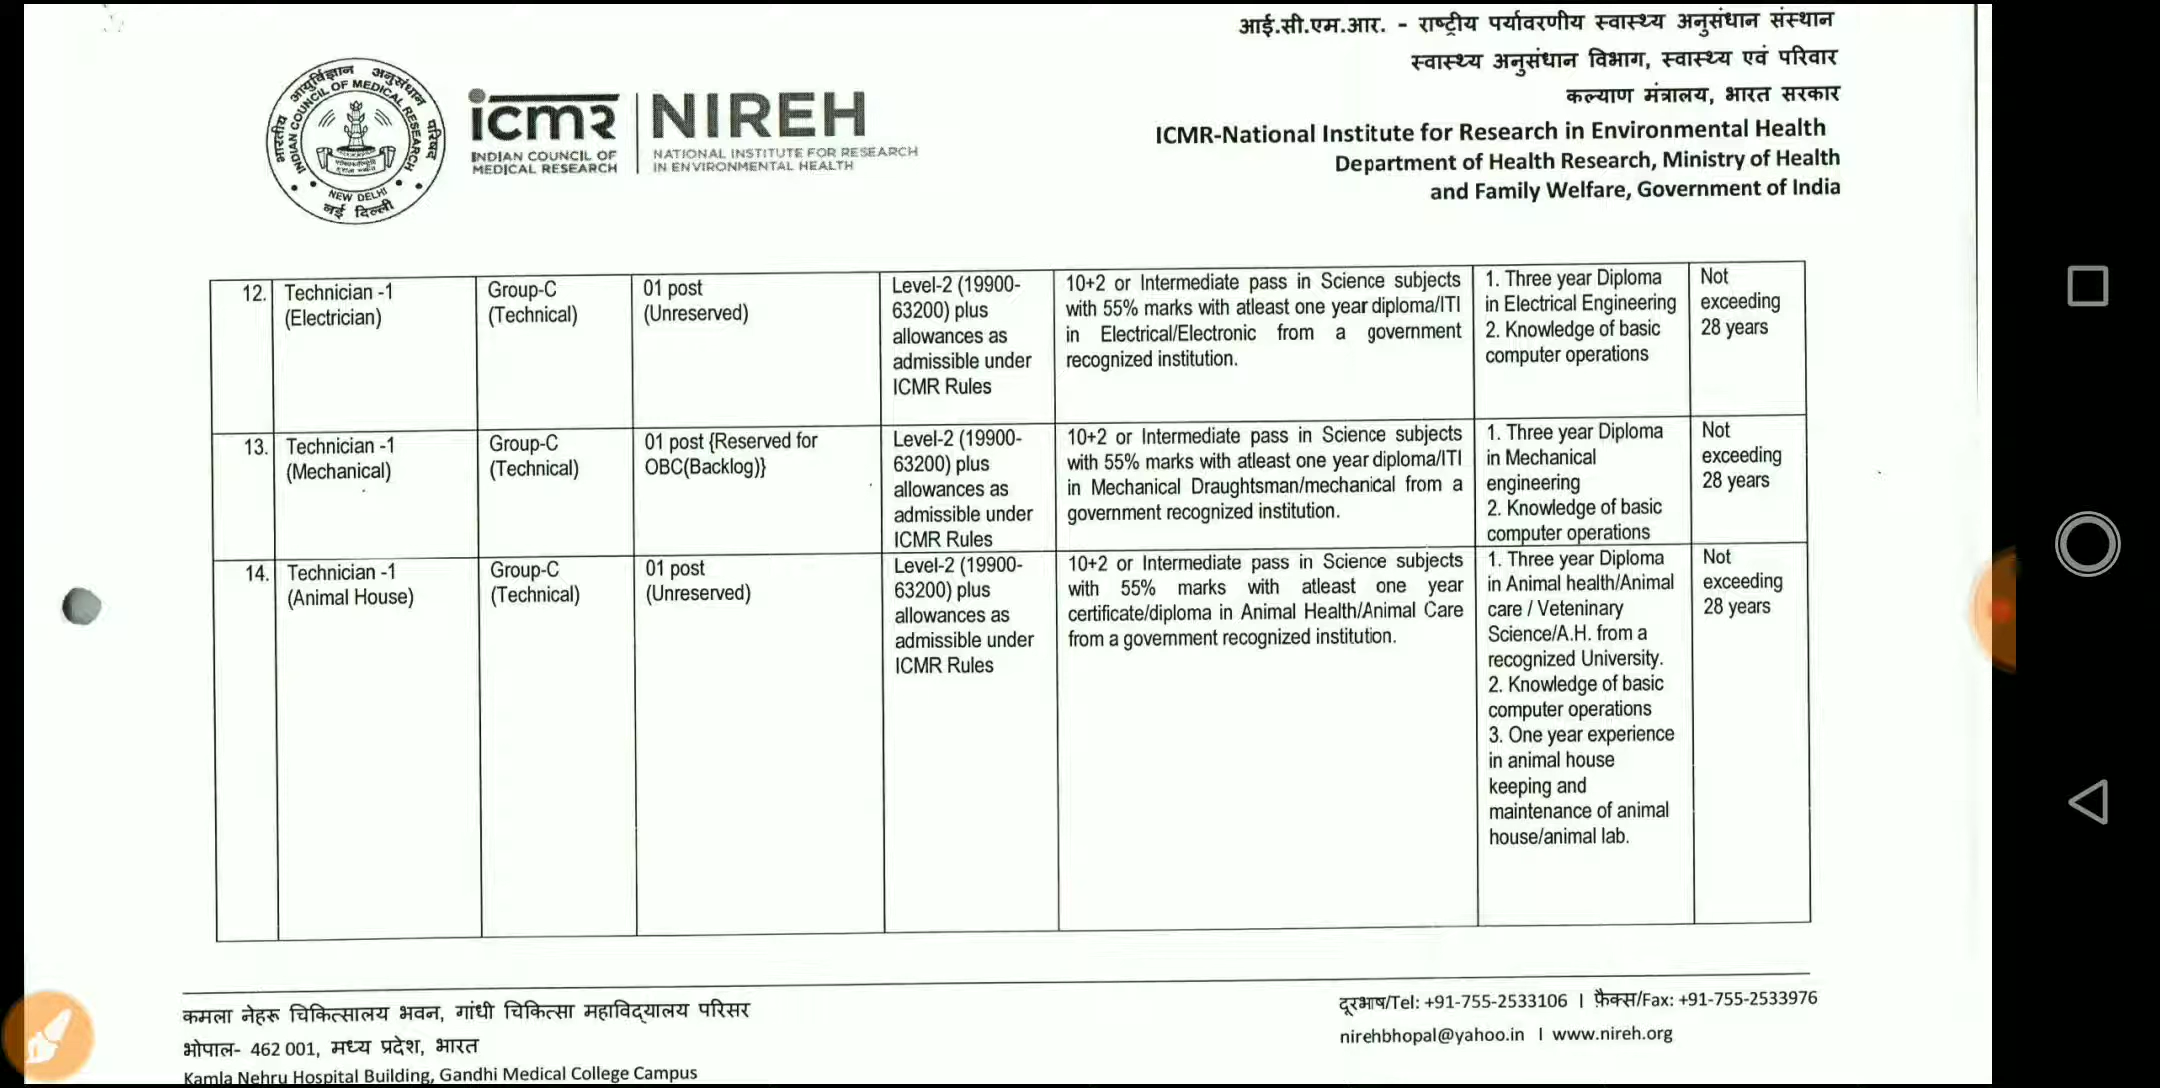 आई.सी.एम.आर. - राष्ट्रीय पर्यावरणीय स्वास्थ्य अनुसंधान संस्थान
स्वास्थ्य अनुसंधान विभाग, स्वास्थ्य एवं परिवार
कल्याण मंत्रालय, भारत सरकार
ICMR-National Institute for Research in Environmental Health
Department of Health Research, Ministry of Health
and Family Welfare, Government of India
भारतीय आयुर्विज्ञान अनुसंधान परिषद
INDIAN COUNCIL OF MEDICAL RESEARCH
NEW DELHI
नई दिल्ली
icmr
INDIAN COUNCIL OF
MEDICAL RESEARCH
NIREH
NATIONAL INSTITUTE FOR RESEARCH
IN ENVIRONMENTAL HEALTH
12.
Technician -1
(Electrician)
Group-C
(Technical)
01 post
(Unreserved)
Level-2 (19900-
63200) plus
allowances as
admissible under
ICMR Rules
10+2 or Intermediate pass in Science subjects
with 55% marks with atleast one year diploma/ITI
in Electrical/Electronic from a government
recognized institution.
1. Three year Diploma
in Electrical Engineering
2. Knowledge of basic
computer operations
Not
exceeding
28 years
13.
Technician -1
(Mechanical)
Group-C
(Technical)
01 post {Reserved for
OBC(Backlog)}
Level-2 (19900-
63200) plus
allowances as
admissible under
ICMR Rules
10+2 or Intermediate pass in Science subjects
with 55% marks with atleast one year diploma/ITI
in Mechanical Draughtsman/mechanical from a
government recognized institution.
1. Three year Diploma
in Mechanical
engineering
2. Knowledge of basic
computer operations
Not
exceeding
28 years
14.
Technician -1
(Animal House)
Group-C
(Technical)
01 post
(Unreserved)
Level-2 (19900-
63200) plus
allowances as
admissible under
ICMR Rules
10+2 or Intermediate pass in Science subjects
with 55% marks with atleast one year
certificate/diploma in Animal Health/Animal Care
from a government recognized institution.
1. Three year Diploma
in Animal health/Animal
care / Veteninary
Science/A.H. from a
recognized University.
2. Knowledge of basic
computer operations
3. One year experience
in animal house
keeping and
maintenance of animal
house/animal lab.
Not
exceeding
28 years
कमला नेहरू चिकित्सालय भवन, गांधी चिकित्सा महाविद्यालय परिसर
भोपाल- 462 001, मध्य प्रदेश, भारत
Kamla Nehru Hospital Building, Gandhi Medical College Campus
दूरभाष/Tel: +91-755-2533106 | फ़ैक्स/Fax: +91-755-2533976
nirehbhopal@yahoo.in | www.nireh.org